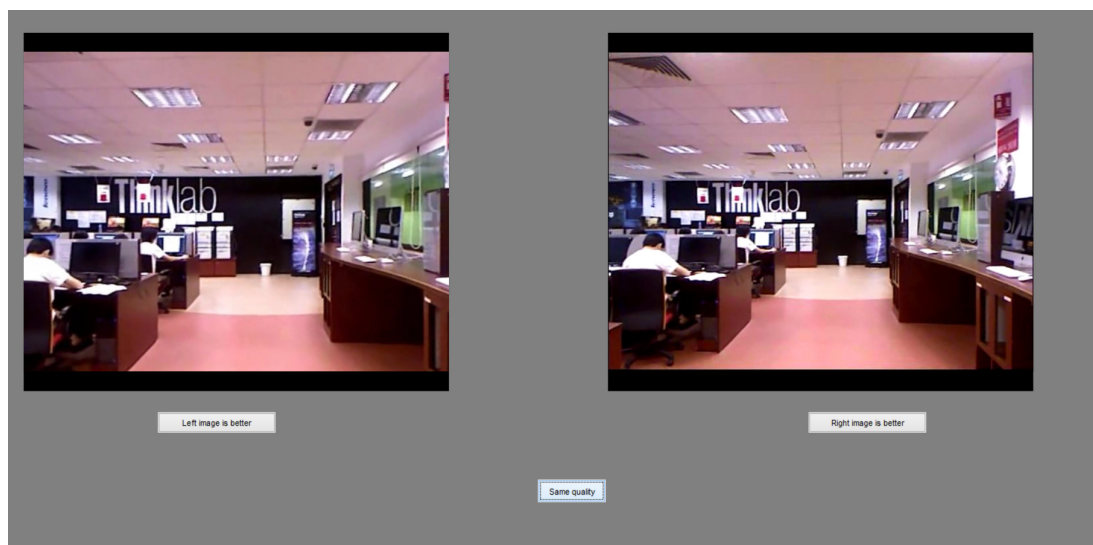 Thinklab
Thinklab
Left image is better
Right image is better
Same quality